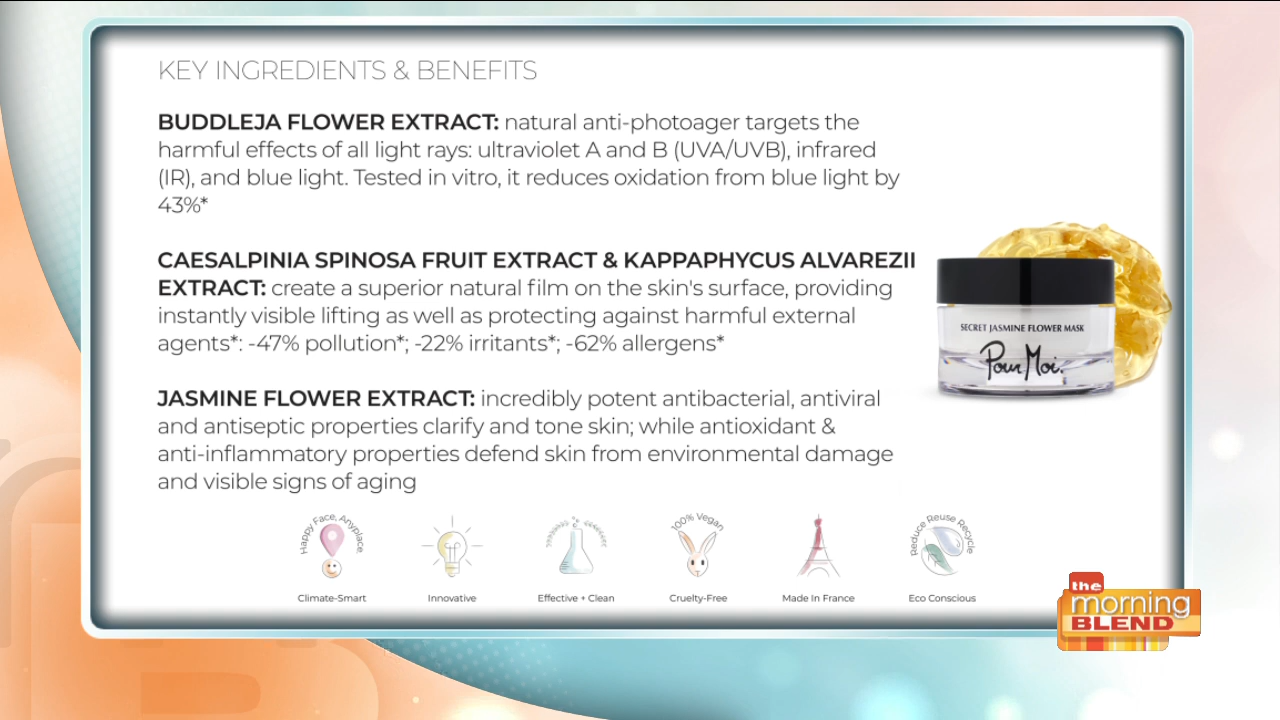 KEY INGREDIENTS & BENEFITS
BUDDLEJA FLOWER EXTRACT: natural anti-photoager targets the
harmful effects of all light rays: ultraviolet A and B (UVA/UVB), infrared
(IR), and blue light. Tested in vitro, it reduces oxidation from blue light by
43%*
CAESALPINIA SPINOSA FRUIT EXTRACT & KAPPAPHYCUS ALVAREZII
EXTRACT: create a superior natural film on the skin's surface, providing
instantly visible lifting as well as protecting against harmful external
agents*: -47% pollution*; -22% irritants*; -62% allergens*
SECRET JASMINE FLOWER MASK
Pour Moi.
JASMINE FLOWER EXTRACT: incredibly potent antibacterial, antiviral
and antiseptic properties clarify and tone skin; while antioxidant &
anti-inflammatory properties defend skin from environmental damage
and visible signs of aging
Happy Face, Anyplace.
100% Vegan
Reduce Reuse Recycle
Climate-Smart
Innovative
Effective + Clean
Cruelty-Free
Made In France
Eco Conscious
the
morning
BLEND